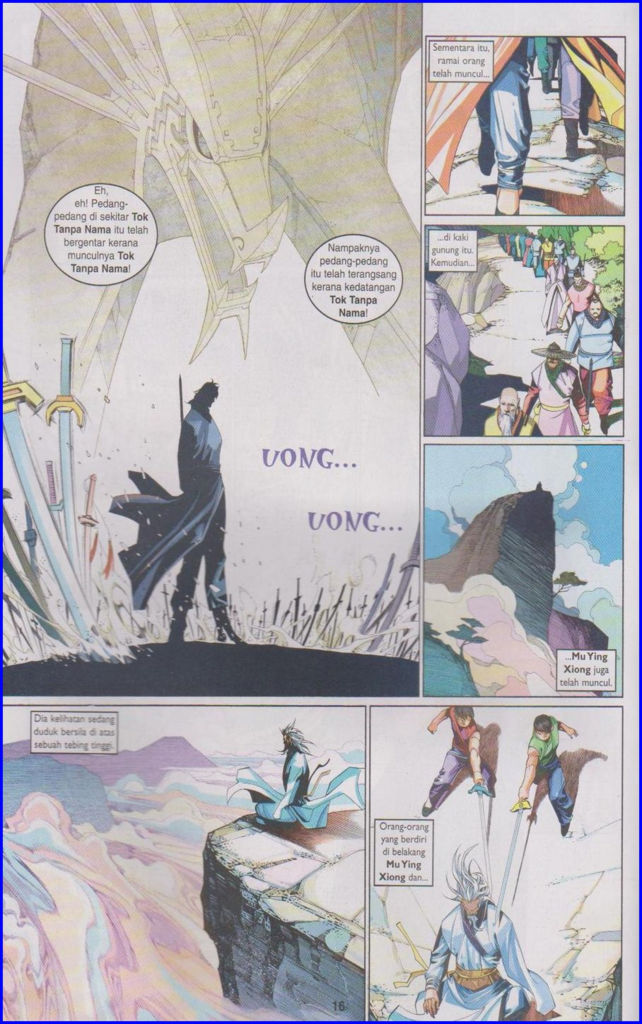 Eh,
eh! Pedang-
pedang di sekitar Tok
Tanpa Nama itu telah
bergentar kerana
munculnya Tok
Tanpa Nama!
Nampaknya
pedang-pedang
itu telah terangsang
kerana kedatangan
Tok Tanpa
Nama!
UONG...
UONG...
Sementara itu,
ramai orang
telah muncul...
...di kaki
gunung itu.
Kemudian...
...Mu Ying
Xiong juga
telah muncul.
Dia kelihatan sedang
duduk bersila di atas
sebuah tebing tinggi.
Orang-orang
yang berdiri
di belakang
Mu Ying
Xiong dan...
16